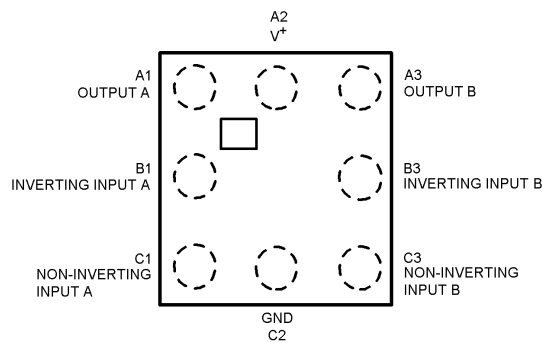 A2
V+
A1
OUTPUT A
A3
OUTPUT B
B1
INVERTING INPUT A
B3
INVERTING INPUT B
C1
NON-INVERTING
INPUT A
C3
NON-INVERTING
INPUT B
GND
C2